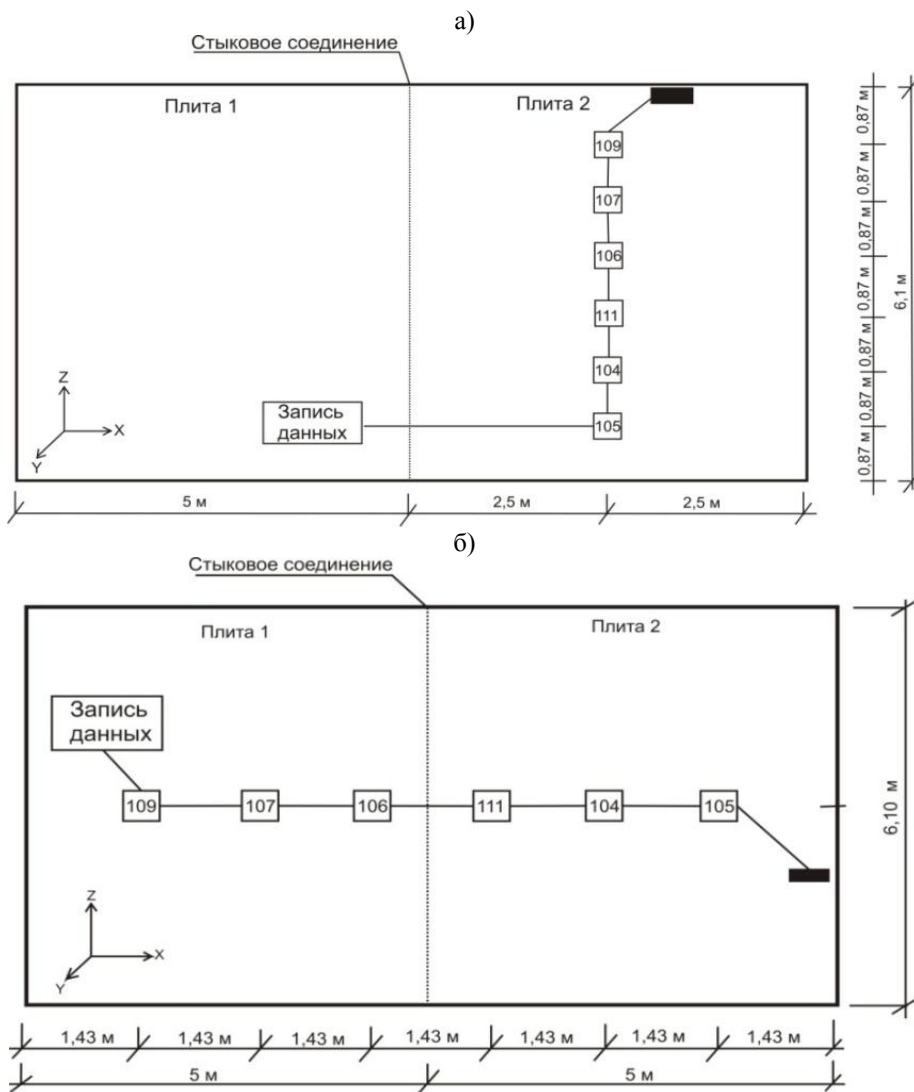 а)
Стыковое соединение
Плита 1
Плита 2
109
107
106
111
104
105
Запись
данных
Z
X
Y
0,87 м
0,87 м
0,87 м
0,87 м
0,87 м
0,87 м
0,87 м
6,1 м
5 м
2,5 м
2,5 м
б)
Стыковое соединение
Плита 1
Плита 2
Запись
данных
109
107
106
111
104
105
6,10 м
Z
X
Y
1,43 м
1,43 м
1,43 м
1,43 м
1,43 м
1,43 м
1,43 м
5 м
5 м